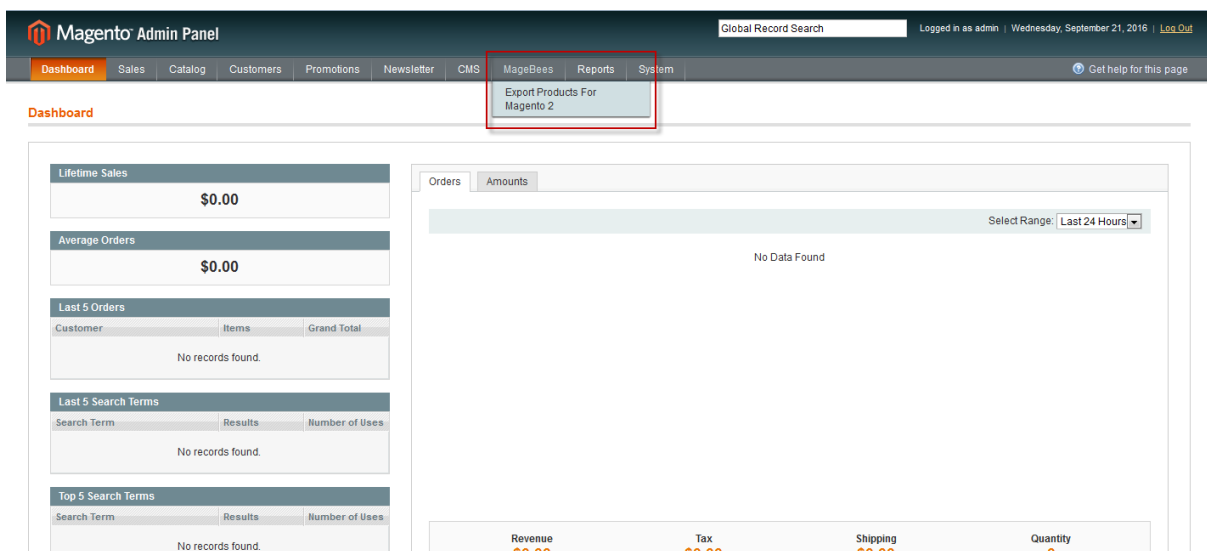 Magento Admin Panel
Global Record Search
Logged in as admin | Wednesday, September 21, 2016 | Log Out
Dashboard Sales Catalog Customers Promotions Newsletter CMS MageBees Reports System
Get help for this page
Export Products For
Magento 2
Dashboard
Lifetime Sales
$0.00
Average Orders
$0.00
Last 5 Orders
Customer Items Grand Total
No records found.
Last 5 Search Terms
Search Term Results Number of Uses
No records found.
Top 5 Search Terms
Search Term Results Number of Uses
No records found.
Orders Amounts
Select Range: Last 24 Hours
No Data Found
Revenue Tax Shipping Quantity